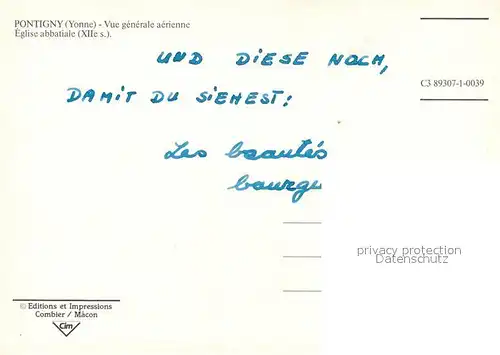 PONTIGNY (Yonne) - Vue générale aérienne
Église abbatiale (XIIe s.).
UND DIESE NOCH,
DAMIT DU SIEHEST:
C3 89307-1-0039
Les beautés
bourgu
privacy protection
Datenschutz
© Editions et Impressions
Combier / Mâcon
Cim